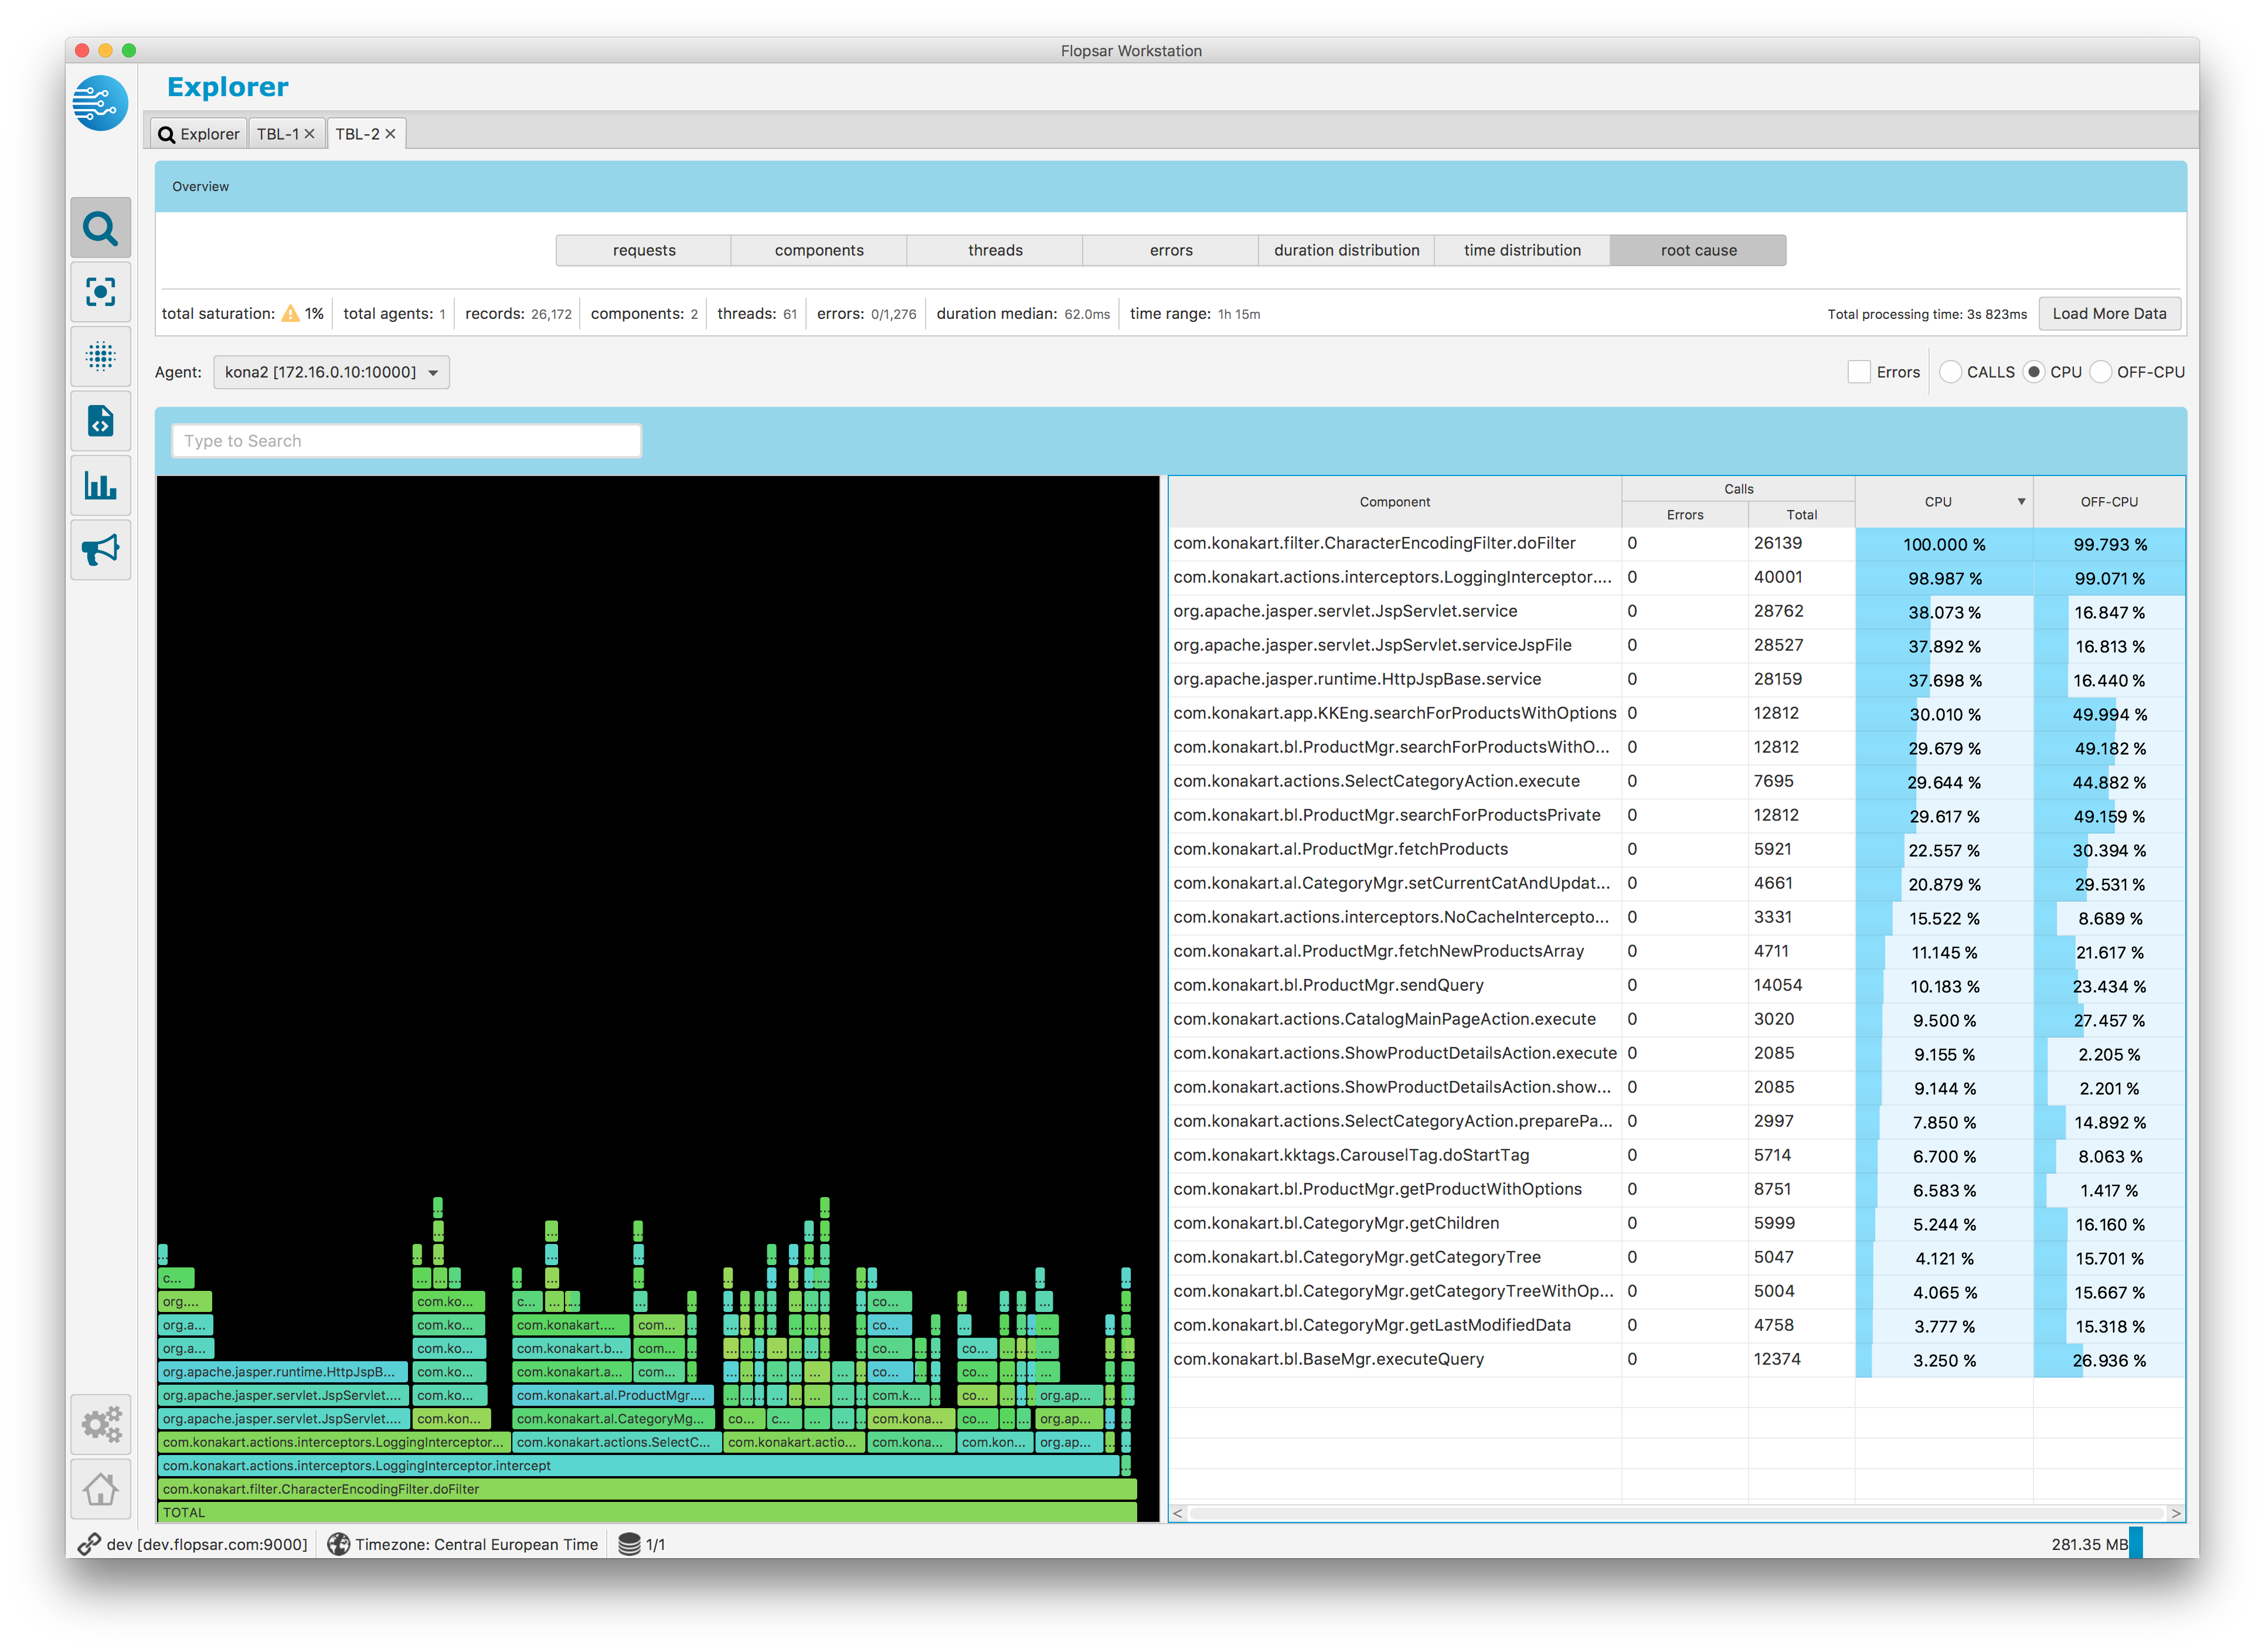 Flopsar Workstation
Explorer
Explorer
TBL-1
TBL-2
Overview
requests
components
threads
errors
duration distribution
time distribution
root cause
total saturation: 1%
total agents: 1
records: 26,172
components: 2
threads: 61
errors: 0/1,276
duration median: 62.0ms
time range: 1h 15m
Total processing time: 3s 823ms
Load More Data
Agent:
kona2 [172.16.0.10:10000]
Errors
CALLS
CPU
OFF-CPU
Type to Search
Component
Calls
Errors
Total
CPU
OFF-CPU
com.konakart.filter.CharacterEncodingFilter.doFilter 0 26139 100.000 % 99.793 %
com.konakart.actions.interceptors.LoggingInterceptor.... 0 40001 98.987 % 99.071 %
org.apache.jasper.servlet.JspServlet.service 0 28762 38.073 % 16.847 %
org.apache.jasper.servlet.JspServlet.serviceJspFile 0 28527 37.892 % 16.813 %
org.apache.jasper.runtime.HttpJspBase.service 0 28159 37.698 % 16.440 %
com.konakart.app.KKEng.searchForProductsWithOptions 0 12812 30.010 % 49.994 %
com.konakart.bl.ProductMgr.searchForProductsWithO... 0 12812 29.679 % 49.182 %
com.konakart.actions.SelectCategoryAction.execute 0 7695 29.644 % 44.882 %
com.konakart.bl.ProductMgr.searchForProductsPrivate 0 12812 29.617 % 49.159 %
com.konakart.al.ProductMgr.fetchProducts 0 5921 22.557 % 30.394 %
com.konakart.al.CategoryMgr.setCurrentCatAndUpdat... 0 4661 20.879 % 29.531 %
com.konakart.actions.interceptors.NoCacheIntercepto... 0 3331 15.522 % 8.689 %
com.konakart.al.ProductMgr.fetchNewProductsArray 0 4711 11.145 % 21.617 %
com.konakart.bl.ProductMgr.sendQuery 0 14054 10.183 % 23.434 %
com.konakart.actions.CatalogMainPageAction.execute 0 3020 9.500 % 27.457 %
com.konakart.actions.ShowProductDetailsAction.execute 0 2085 9.155 % 2.205 %
com.konakart.actions.ShowProductDetailsAction.show... 0 2085 9.144 % 2.201 %
com.konakart.actions.SelectCategoryAction.preparePa... 0 2997 7.850 % 14.892 %
com.konakart.kktags.CarouselTag.doStartTag 0 5714 6.700 % 8.063 %
com.konakart.bl.ProductMgr.getProductWithOptions 0 8751 6.583 % 1.417 %
com.konakart.bl.CategoryMgr.getChildren 0 5999 5.244 % 16.160 %
com.konakart.bl.CategoryMgr.getCategoryTree 0 5047 4.121 % 15.701 %
com.konakart.bl.CategoryMgr.getCategoryTreeWithOp... 0 5004 4.065 % 15.667 %
com.konakart.bl.CategoryMgr.getLastModifiedData 0 4758 3.777 % 15.318 %
com.konakart.bl.BaseMgr.executeQuery 0 12374 3.250 % 26.936 %
c...
org.... com.ko... c... co...
org.a... com.ko... com.konakart.... com... co...
org.a... com.ko... com.konakart.b... com... co... co...
org.apache.jasper.runtime.HttpJspB... com.ko... com.konakart.a... com... co... co...
org.apache.jasper.servlet.JspServlet.... com.ko... com.konakart.al.ProductMgr.... com.k... co... org.ap...
org.apache.jasper.servlet.JspServlet.... com.kon... com.konakart.al.CategoryMg... co... c... com.kona... co... org.ap...
com.konakart.actions.interceptors.LoggingInterceptor... com.konakart.actions.SelectC... com.konakart.actio... com.kona... com.kon... org.ap...
com.konakart.actions.interceptors.LoggingInterceptor.intercept
com.konakart.filter.CharacterEncodingFilter.doFilter
TOTAL
dev [dev.flopsar.com:9000]
Timezone: Central European Time
1/1
281.35 MB